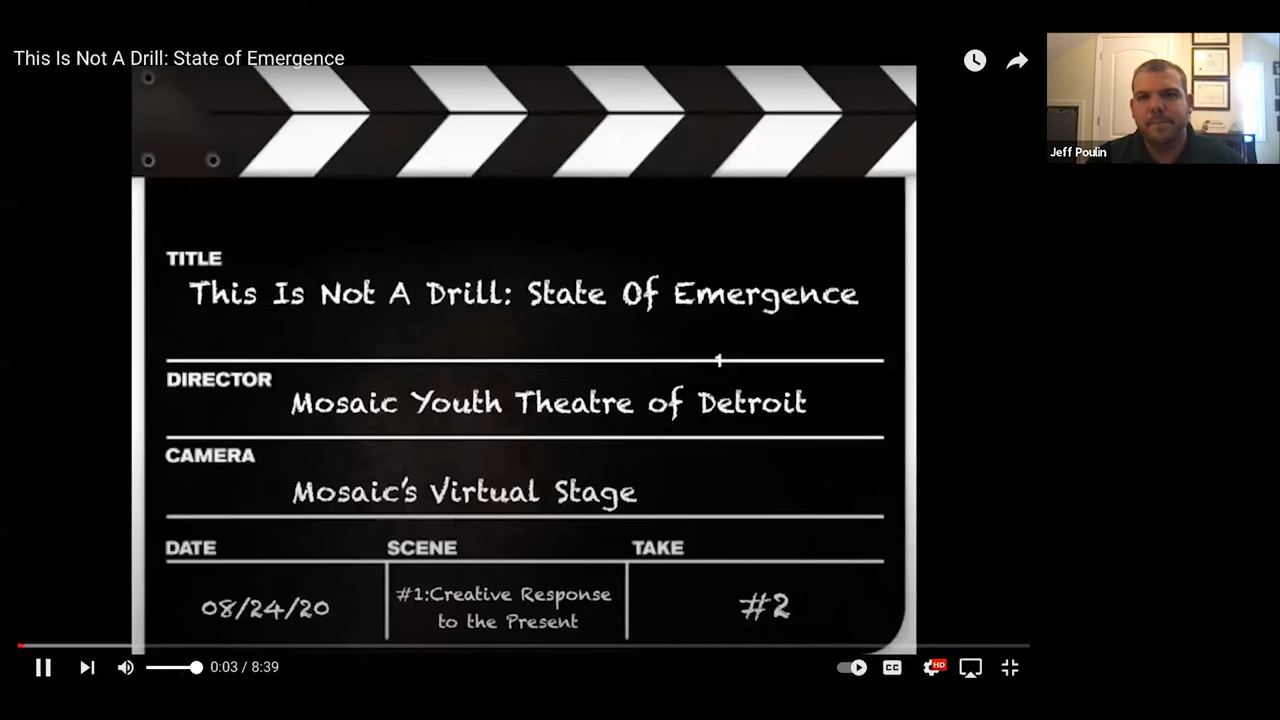 This Is Not A Drill: State of Emergence
Jeff Poulin
TITLE
This Is Not A Drill: State Of Emergence
DIRECTOR
Mosaic Youth Theatre of Detroit
CAMERA
Mosaic's Virtual Stage
DATE SCENE TAKE
08/24/20
#1:Creative Response
to the Present
#2
0:03 / 8:39
CC
HD